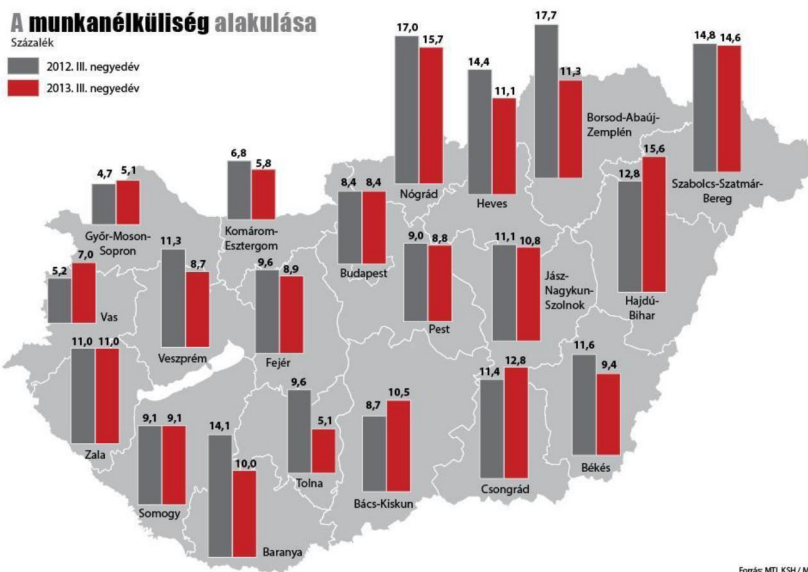 A munkanélküliség alakulása
Százalék
2012. III. negyedév
2013. III. negyedév
17,0 15,7
Nógrád
14,4 11,1
Heves
17,7 11,3
Borsod-Abaúj-
Zemplén
14,8 14,6
Szabolcs-Szatmár-
Bereg
4,7 5,1
Győr-Moson-
Sopron
6,8 5,8
Komárom-
Esztergom
8,4 8,4
Budapest
12,8 15,6
Hajdú-
Bihar
5,2 7,0
Vas
11,3 8,7
Veszprém
9,6 8,9
Fejér
9,0 8,8
Pest
11,1 10,8
Jász-
Nagykun-
Szolnok
11,0 11,0
Zala
9,1 9,1
Somogy
14,1 10,0
Baranya
9,6 5,1
Tolna
8,7 10,5
Bács-Kiskun
11,4 12,8
Csongrád
11,6 9,4
Békés
Forrás: MTI, KSH / M